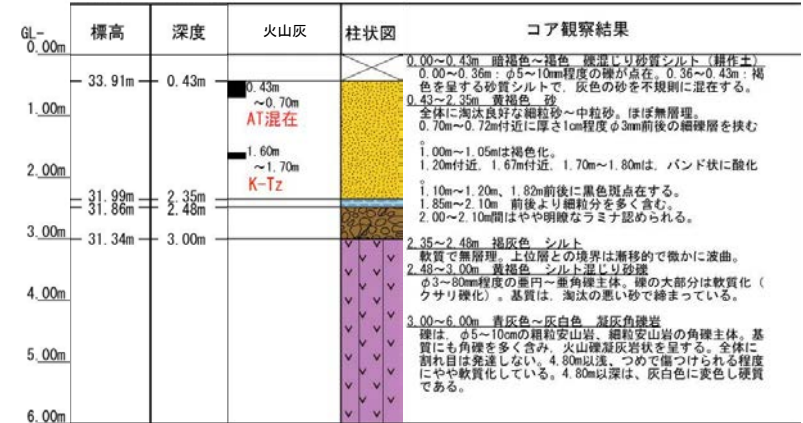 GL- 標高 深度 火山灰 柱状図 コア観察結果
0.00m
33.91m 0.43m
0.43m
～0.70m
AT混在
1.00m
1.60m
～1.70m
K-Tz
2.00m
31.99m 2.35m
31.86m 2.48m
3.00m
31.34m 3.00m
4.00m
5.00m
6.00m
0.00～0.43m 暗褐色～褐色 礫混じり砂質シルト（耕作土）
0.00～0.36m：φ5～10mm程度の礫が点在。0.36～0.43m：褐
色を呈する砂質シルトで、灰色の砂を不規則に混在する。
0.43～2.35m 黄褐色 砂
全体に淘汰良好な細粒砂～中粒砂。ほぼ無層理。
0.70m～0.72m付近に厚さ1cm程度φ3mm前後の細礫層を挟む
。
1.00m～1.05mは褐色化。
1.20m付近、1.67m付近、1.70m～1.80mは、バンド状に酸化
。
1.10m～1.20m、1.82m前後に黒色斑点在する。
1.85m～2.10m 前後より細粒分を多く含む。
2.00～2.10m間はやや明瞭なラミナ認められる。
2.35～2.48m 褐灰色 シルト
軟質で無層理。上位層との境界は漸移的で微かに波曲。
2.48～3.00m 黄褐色 シルト混じり砂礫
φ3～80mm程度の亜円～亜角礫主体。礫の大部分は軟質化（
クサリ礫化）。基質は、淘汰の悪い砂で締まっている。
3.00～6.00m 青灰色～灰白色 凝灰角礫岩
礫は、φ5～10cmの粗粒安山岩、細粒安山岩の角礫主体。基
質にも角礫を多く含み、火山礫凝灰岩状を呈する。全体に
割れ目は発達しない。4.80m以浅、つめで傷つけられる程度
にやや軟質化している。4.80m以深は、灰白色に変色し硬質
である。